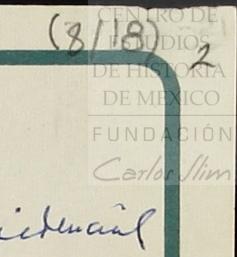 (8/18) 2
CENTRO DE
ESTUDIOS
DE HISTORIA
DE MEXICO
FUNDACIÓN
Carlos Slim